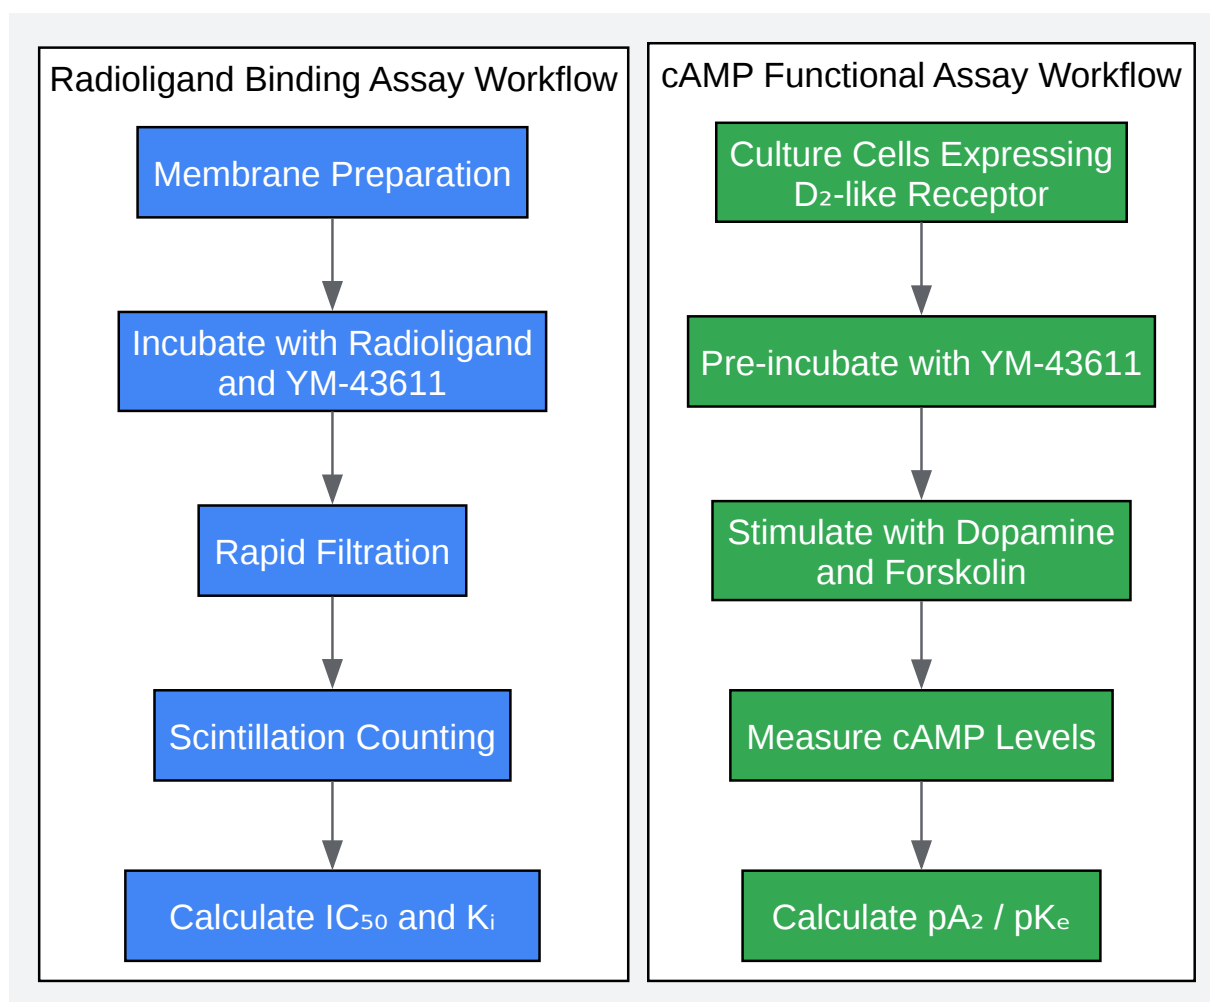 Radioligand Binding Assay Workflow
Membrane Preparation
Incubate with Radioligand
and YM-43611
Rapid Filtration
Scintillation Counting
Calculate IC₅₀ and Kᵢ
cAMP Functional Assay Workflow
Culture Cells Expressing
D₂-like Receptor
Pre-incubate with YM-43611
Stimulate with Dopamine
and Forskolin
Measure cAMP Levels
Calculate pA₂ / pKₑ